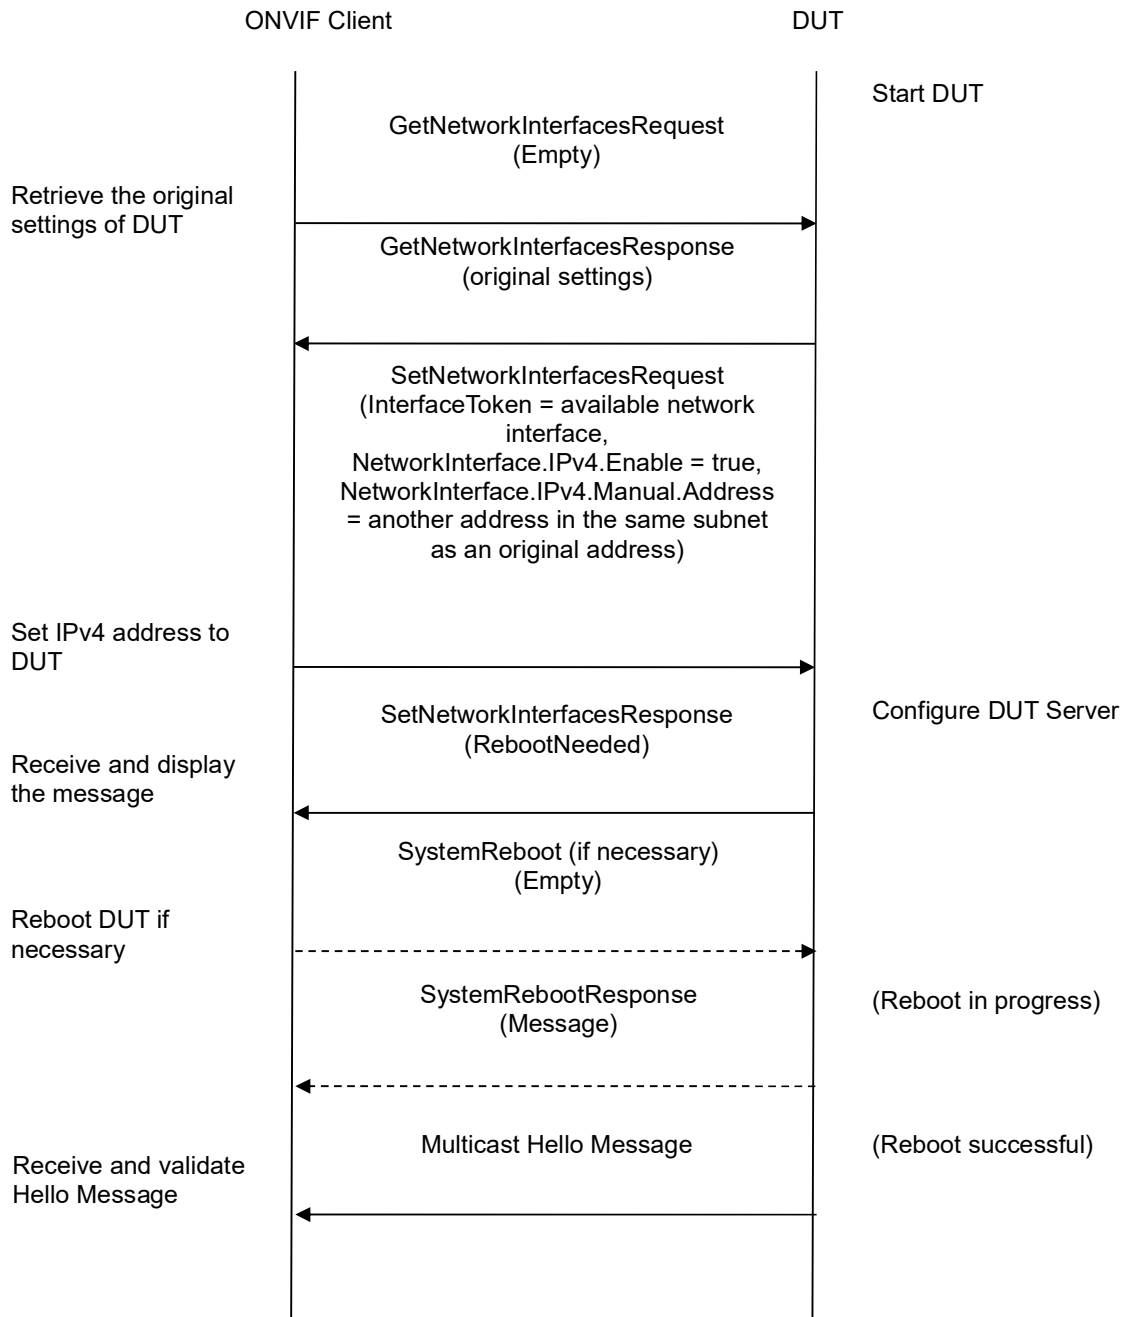 ONVIF Client
DUT
Start DUT
GetNetworkInterfacesRequest
(Empty)
Retrieve the original
settings of DUT
GetNetworkInterfacesResponse
(original settings)
SetNetworkInterfacesRequest
(InterfaceToken = available network
interface,
NetworkInterface.IPv4.Enable = true,
NetworkInterface.IPv4.Manual.Address
= another address in the same subnet
as an original address)
Set IPv4 address to
DUT
SetNetworkInterfacesResponse
(RebootNeeded)
Configure DUT Server
Receive and display
the message
SystemReboot (if necessary)
(Empty)
Reboot DUT if
necessary
SystemRebootResponse
(Message)
(Reboot in progress)
Multicast Hello Message
(Reboot successful)
Receive and validate
Hello Message